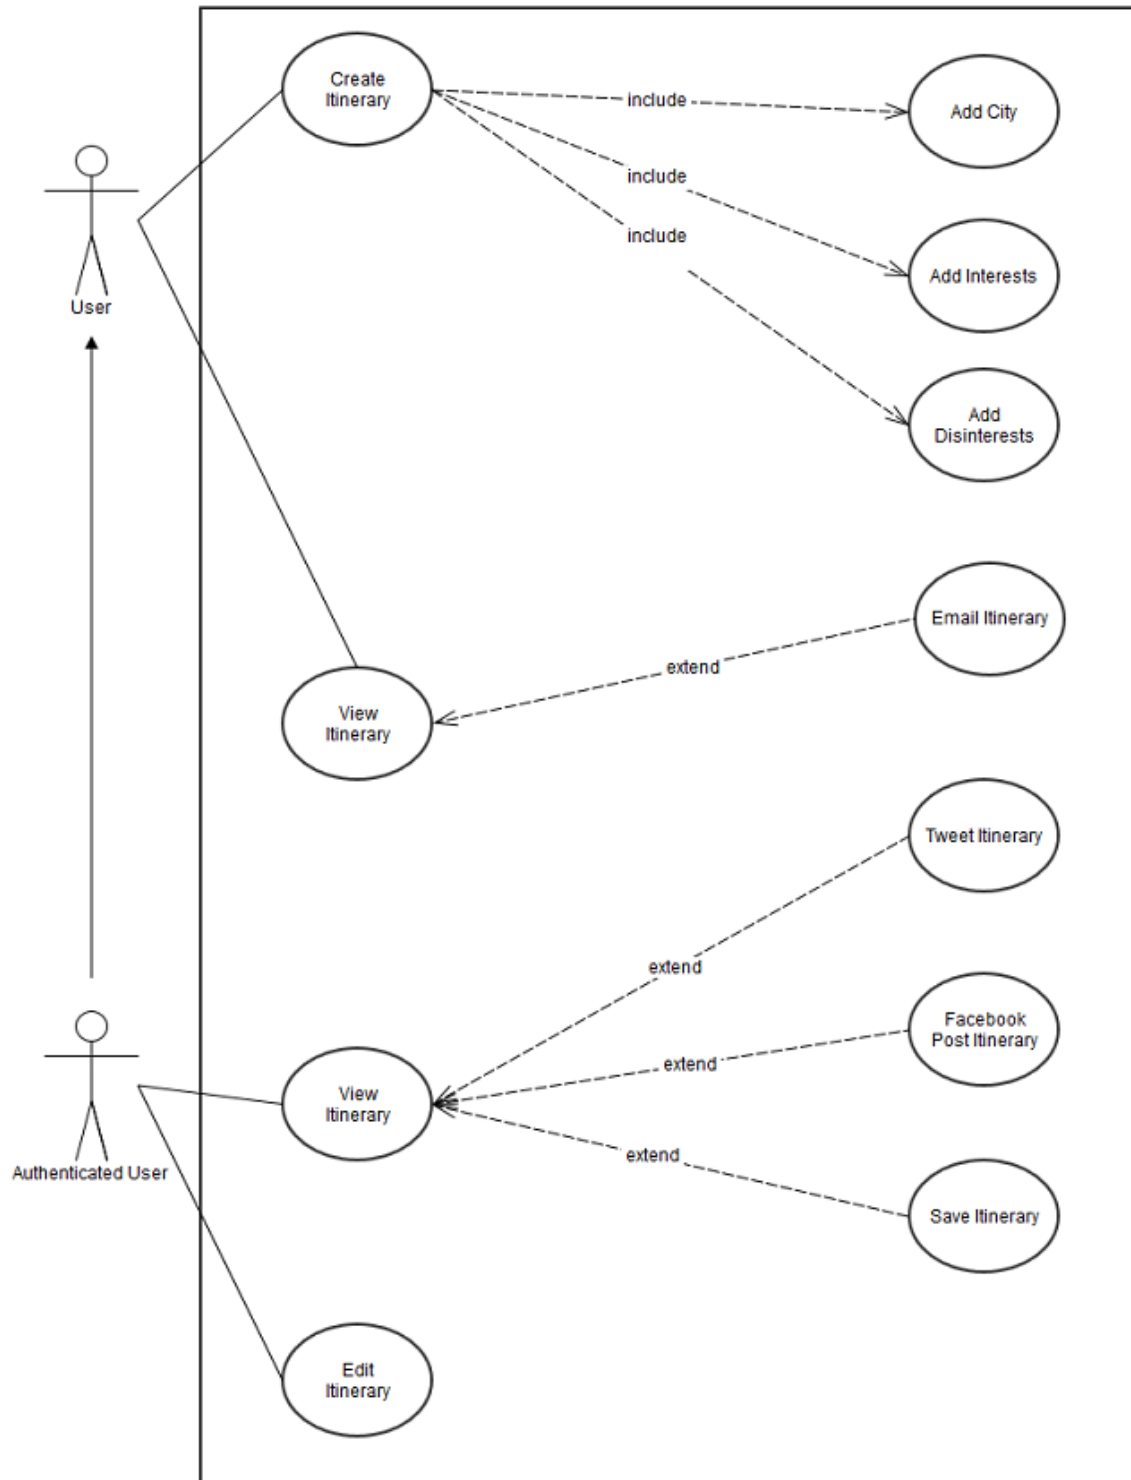 Create
Itinerary
include
Add City
include
include
Add Interests
User
Add
Disinterests
Email Itinerary
extend
View
Itinerary
Tweet Itinerary
extend
Facebook
Post Itinerary
extend
View
Itinerary
extend
Authenticated User
Save Itinerary
Edit
Itinerary